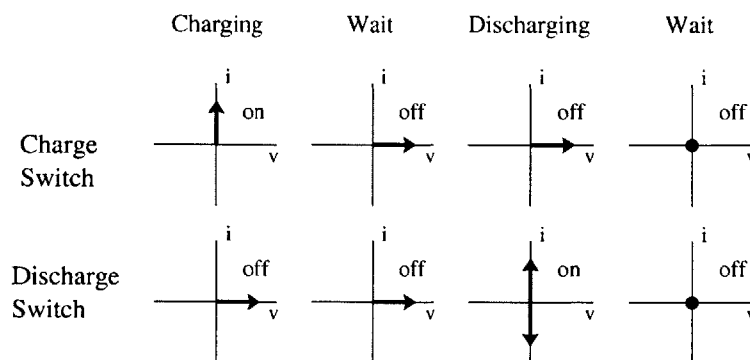 Charging Wait Discharging Wait
i i i i
on off off off
Charge
Switch
v v v v
i i i i
off off on off
Discharge
Switch
v v v v